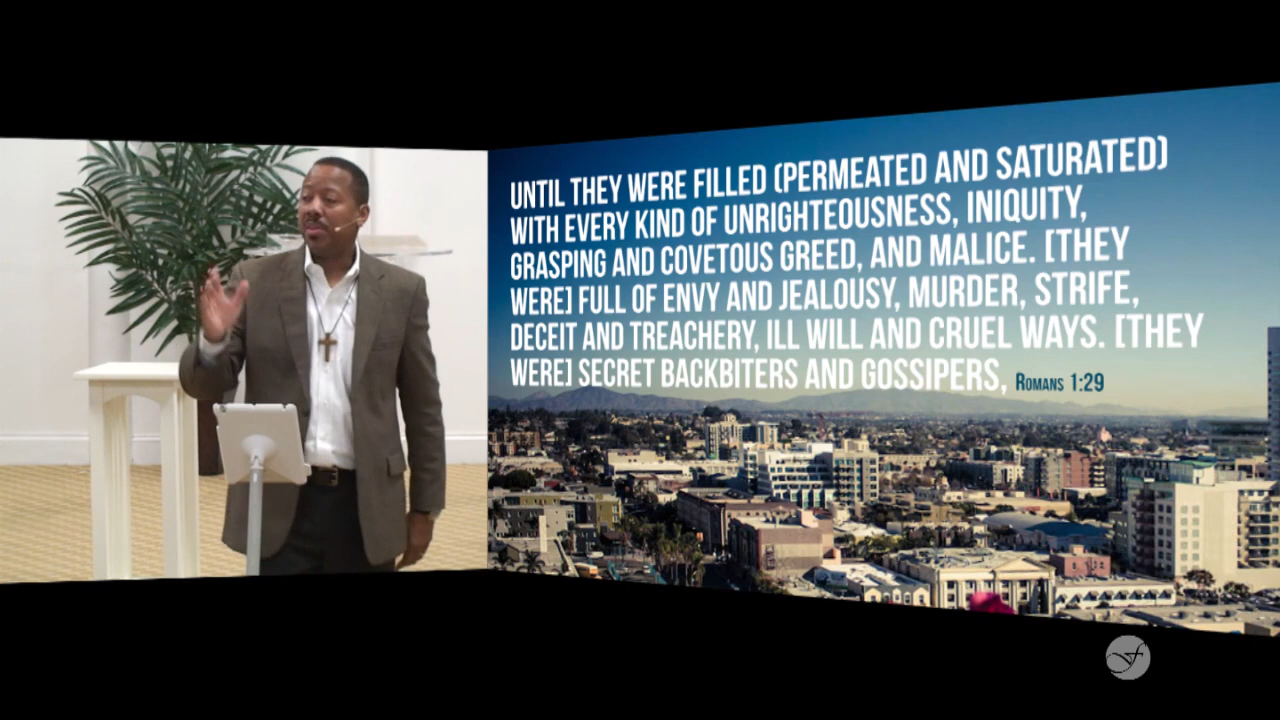 UNTIL THEY WERE FILLED (PERMEATED AND SATURATED)
WITH EVERY KIND OF UNRIGHTEOUSNESS, INIQUITY,
GRASPING AND COVETOUS GREED, AND MALICE. [THEY
WERE] FULL OF ENVY AND JEALOUSY, MURDER, STRIFE,
DECEIT AND TREACHERY, ILL WILL AND CRUEL WAYS. [THEY
WERE] SECRET BACKBITERS AND GOSSIPERS, ROMANS 1:29